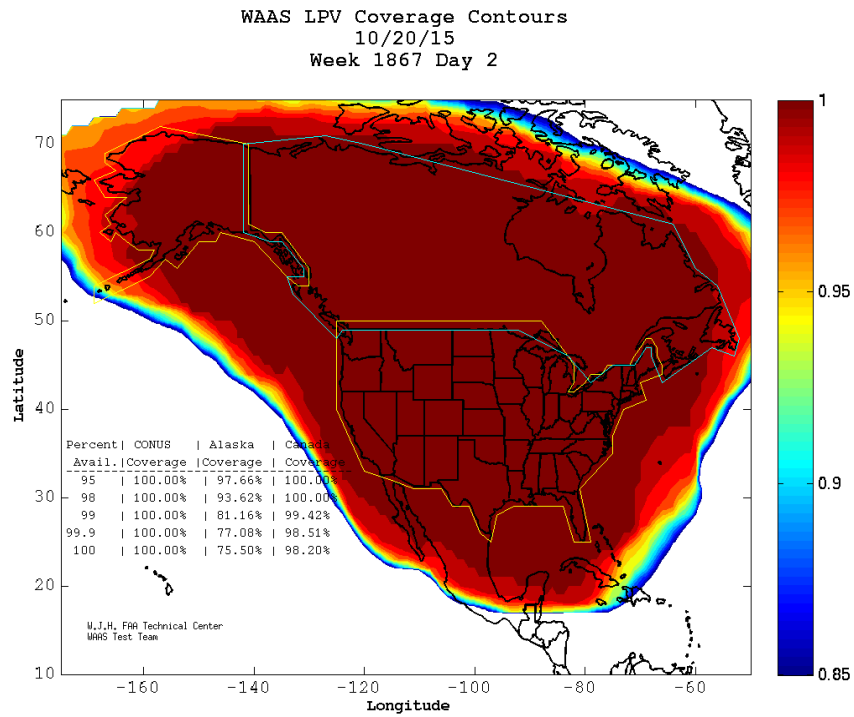 WAAS LPV Coverage Contours
10/20/15
Week 1867 Day 2
70
60
50
40
30
20
10
Latitude
Percent| CONUS | Alaska | Canada
Avail. |Coverage |Coverage | Coverage
95 | 100.00% | 97.66% | 100.00%
98 | 100.00% | 93.62% | 100.00%
99 | 100.00% | 81.16% | 99.42%
99.9 | 100.00% | 77.08% | 98.51%
100 | 100.00% | 75.50% | 98.20%
W.J.H. FAA Technical Center
WAAS Test Team
-160 -140 -120 -100 -80 -60
Longitude
1
0.95
0.9
0.85